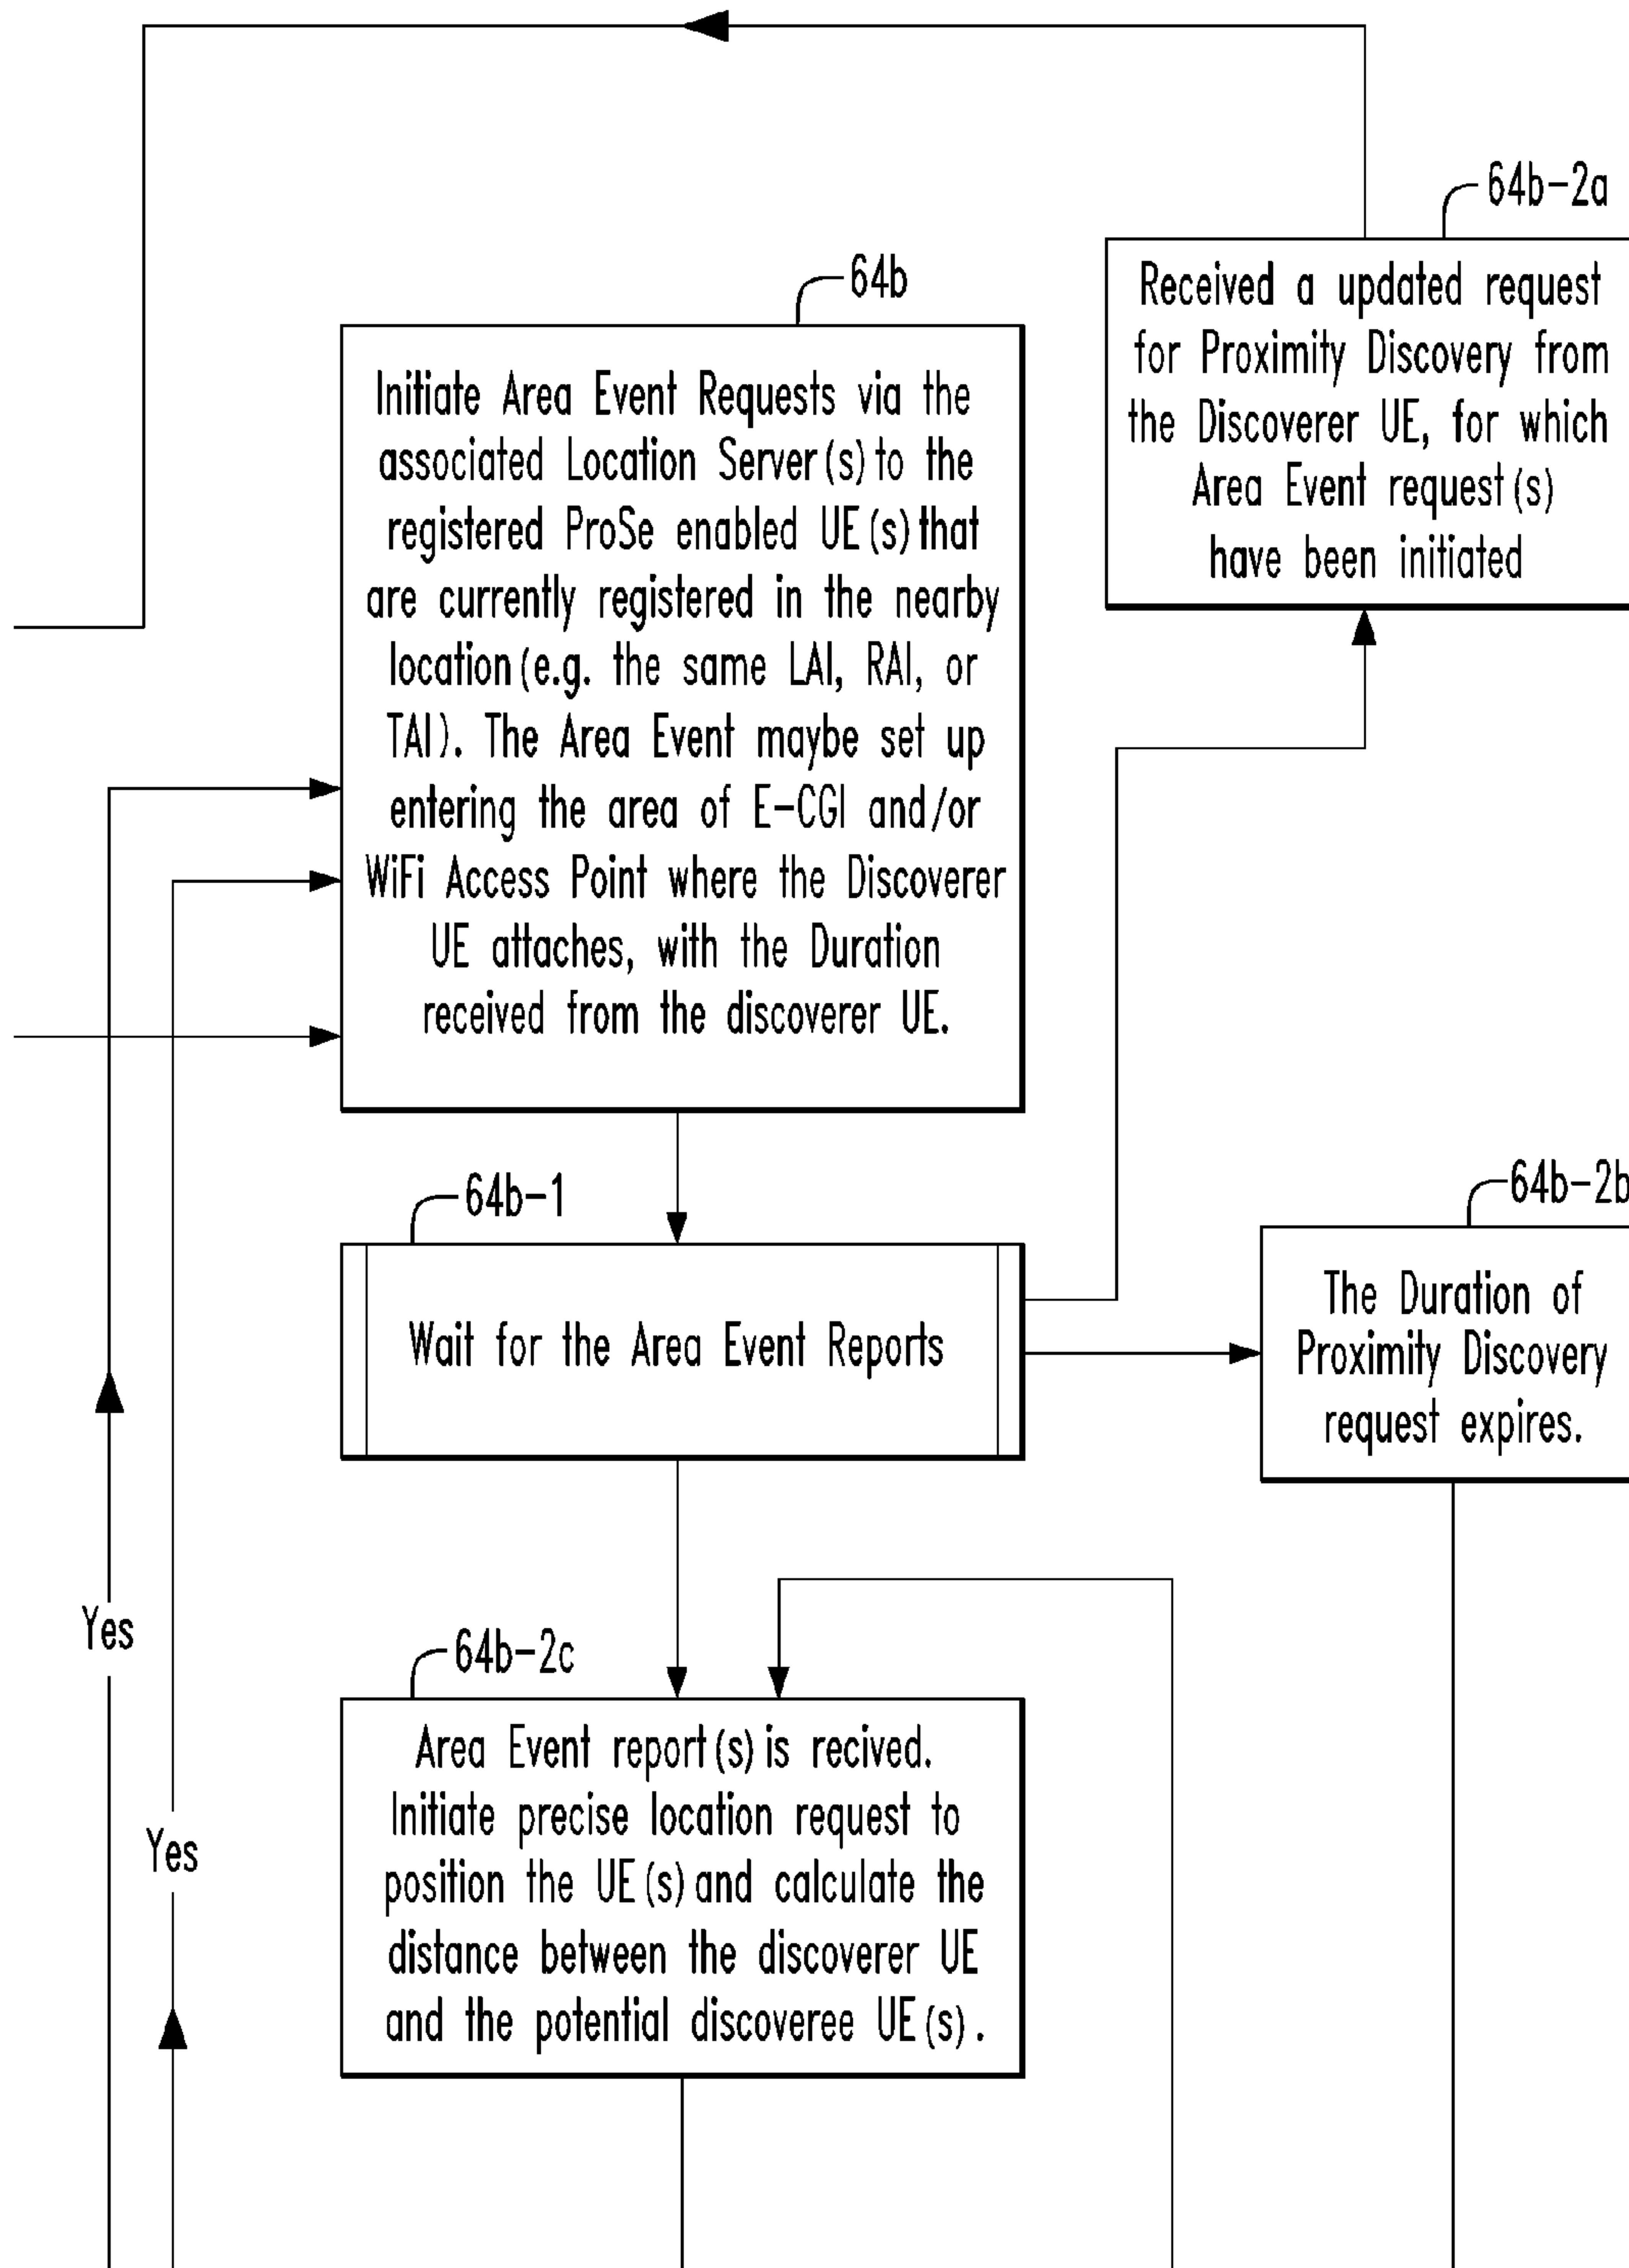 64b-2a
Received a updated request
for Proximity Discovery from
the Discoverer UE, for which
Area Event request(s)
have been initiated
64b
Initiate Area Event Requests via the
associated Location Server(s) to the
registered ProSe enabled UE(s) that
are currently registered in the nearby
location (e.g. the same LAI, RAI, or
TAI). The Area Event maybe set up
entering the area of E-CGI and/or
WiFi Access Point where the Discoverer
UE attaches, with the Duration
received from the discoverer UE.
64b-1
Wait for the Area Event Reports
64b-2b
The Duration of
Proximity Discovery
request expires.
Yes
Yes
64b-2c
Area Event report(s) is recived.
Initiate precise location request to
position the UE(s) and calculate the
distance between the discoverer UE
and the potential discoveree UE(s).